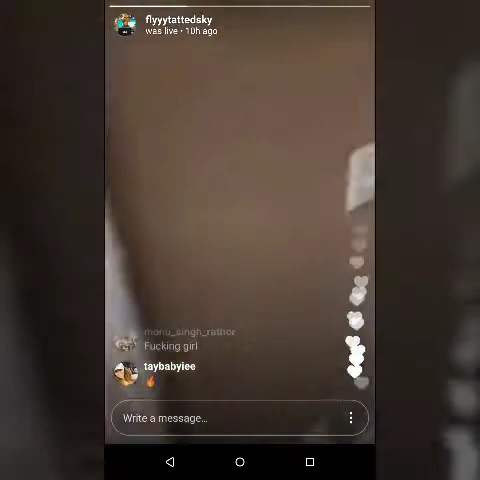 flyyytattedsky
was live • 10h ago
monu_singh_rathor
Fucking girl
taybabyiee
🔥
Write a message...